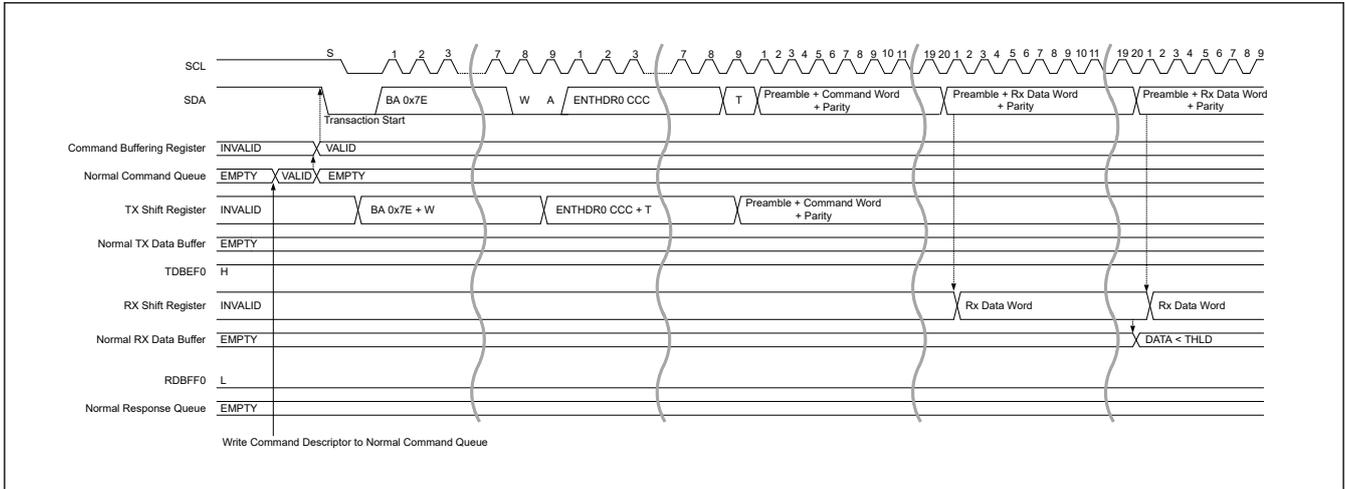 S 1 2 3 7 8 9 1 2 3 7 8 9 1 2 3 4 5 6 7 8 9 10 11 19 20 1 2 3 4 5 6 7 8 9 10 11 19 20 1 2 3 4 5 6 7 8 9
SCL
SDA BA 0x7E W A ENTHDR0 CCC T Preamble + Command Word Preamble + Rx Data Word Preamble + Rx Data Word
+ Parity + Parity + Parity
Transaction Start
Command Buffering Register INVALID VALID
Normal Command Queue EMPTY VALID EMPTY
TX Shift Register INVALID BA 0x7E + W ENTHDR0 CCC + T Preamble + Command Word
+ Parity
Normal TX Data Buffer EMPTY
TDBEF0 H
RX Shift Register INVALID Rx Data Word Rx Data Word
Normal RX Data Buffer EMPTY DATA < THLD
RDBFF0 L
Normal Response Queue EMPTY
Write Command Descriptor to Normal Command Queue